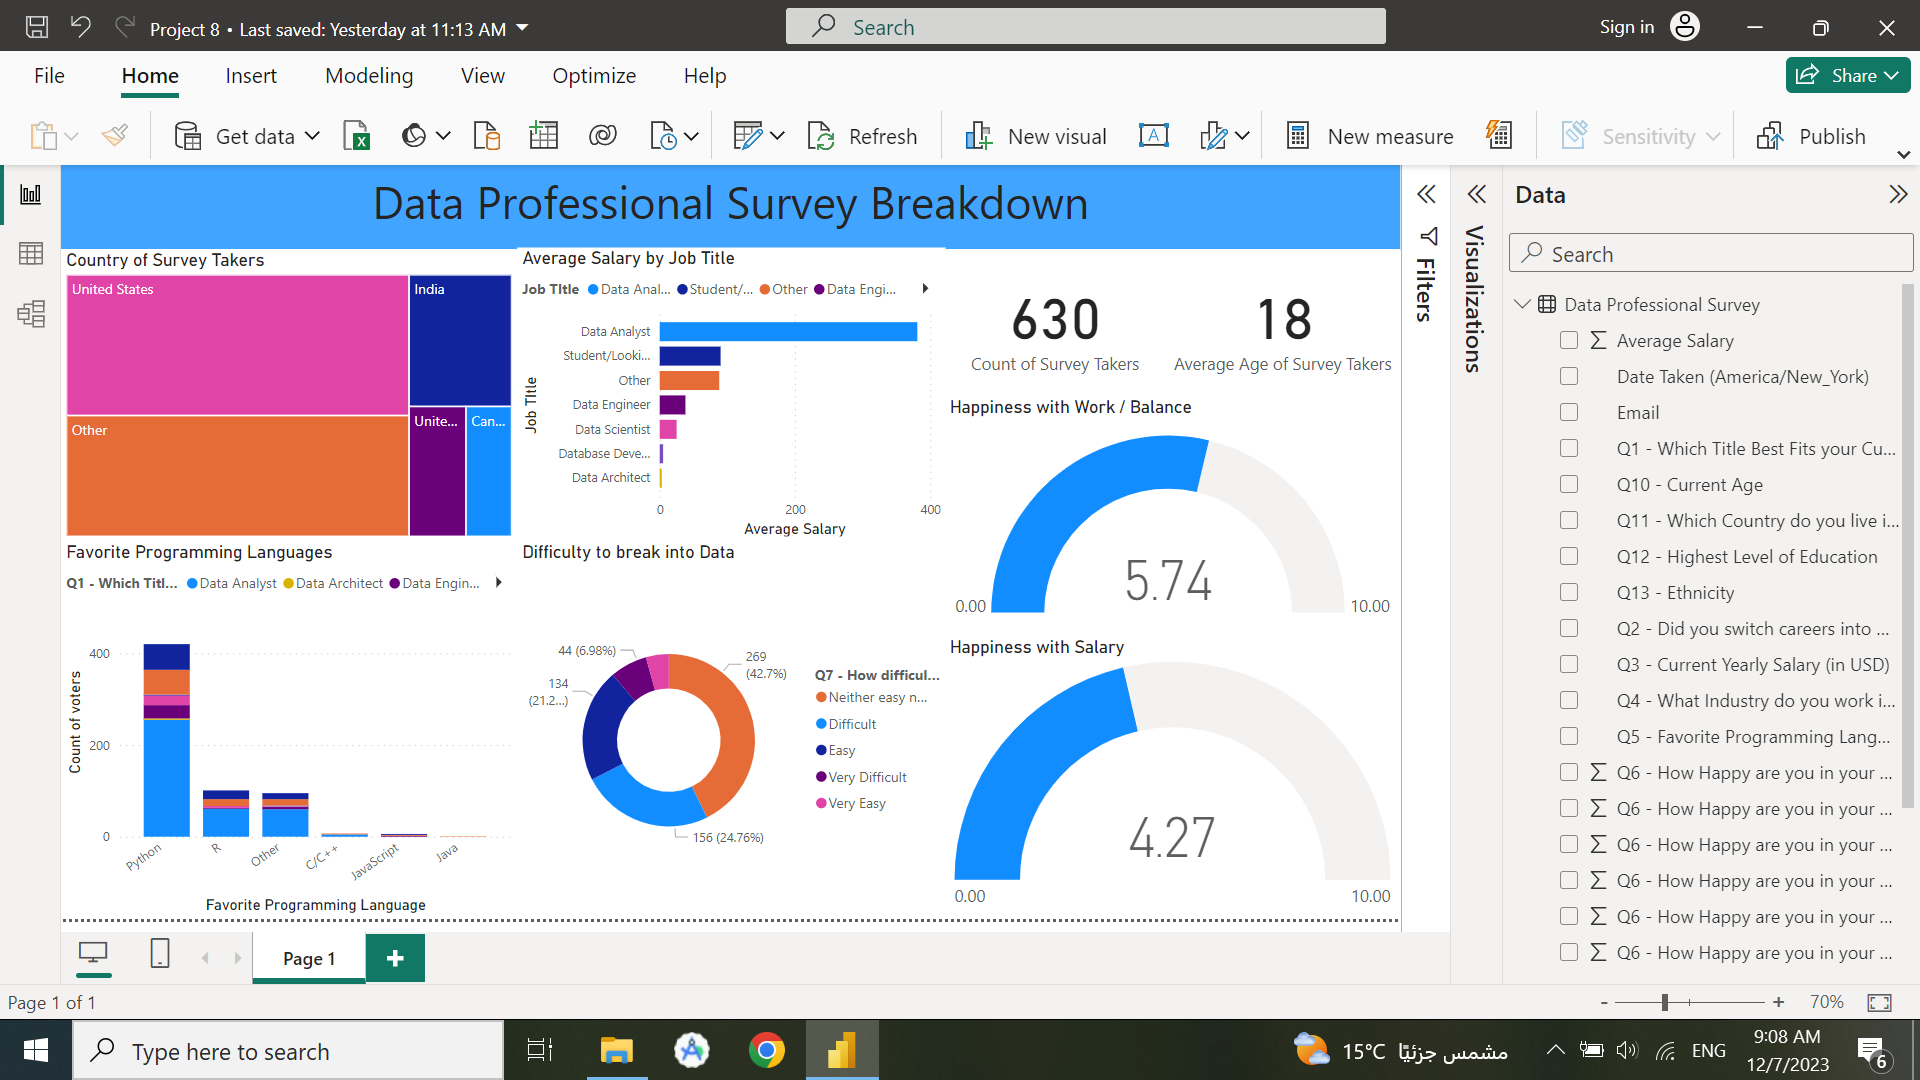 Project 8 • Last saved: Yesterday at 11:13 AM
Search
Sign in
File
Home
Insert
Modeling
View
Optimize
Help
Share
Get data
Refresh
New visual
New measure
Sensitivity
Publish
Data Professional Survey Breakdown
Country of Survey Takers
United States
India
Other
Unite...
Can...
Average Salary by Job Title
Job TItle
Data Anal...
Student/...
Other
Data Engi...
Job TItle
Data Analyst
Student/Looki...
Other
Data Engineer
Data Scientist
Database Deve...
Data Architect
0
200
400
Average Salary
630
Count of Survey Takers
18
Average Age of Survey Takers
Happiness with Work / Balance
5.74
0.00
10.00
Favorite Programming Languages
Q1 - Which Titl...
Data Analyst
Data Architect
Data Engin...
Count of voters
400
200
0
Python
R
Other
C/C++
JavaScript
Java
Favorite Programming Language
Difficulty to break into Data
44 (6.98%)
269
(42.7%)
134
(21.2...)
156 (24.76%)
Q7 - How difficul...
Neither easy n...
Difficult
Easy
Very Difficult
Very Easy
Happiness with Salary
4.27
0.00
10.00
Filters
Visualizations
Data
Search
Data Professional Survey
Average Salary
Date Taken (America/New_York)
Email
Q1 - Which Title Best Fits your Cu...
Q10 - Current Age
Q11 - Which Country do you live i...
Q12 - Highest Level of Education
Q13 - Ethnicity
Q2 - Did you switch careers into ...
Q3 - Current Yearly Salary (in USD)
Q4 - What Industry do you work i...
Q5 - Favorite Programming Lang...
Q6 - How Happy are you in your ...
Q6 - How Happy are you in your ...
Q6 - How Happy are you in your ...
Q6 - How Happy are you in your ...
Q6 - How Happy are you in your ...
Q6 - How Happy are you in your ...
Page 1
Page 1 of 1
- + 70%
Type here to search
15°C مشمس جزئيًا
ENG
9:08 AM
12/7/2023
6